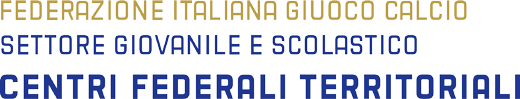 FEDERAZIONE ITALIANA GIUOCO CALCIO
SETTORE GIOVANILE E SCOLASTICO
CENTRI FEDERALI TERRITORIALI